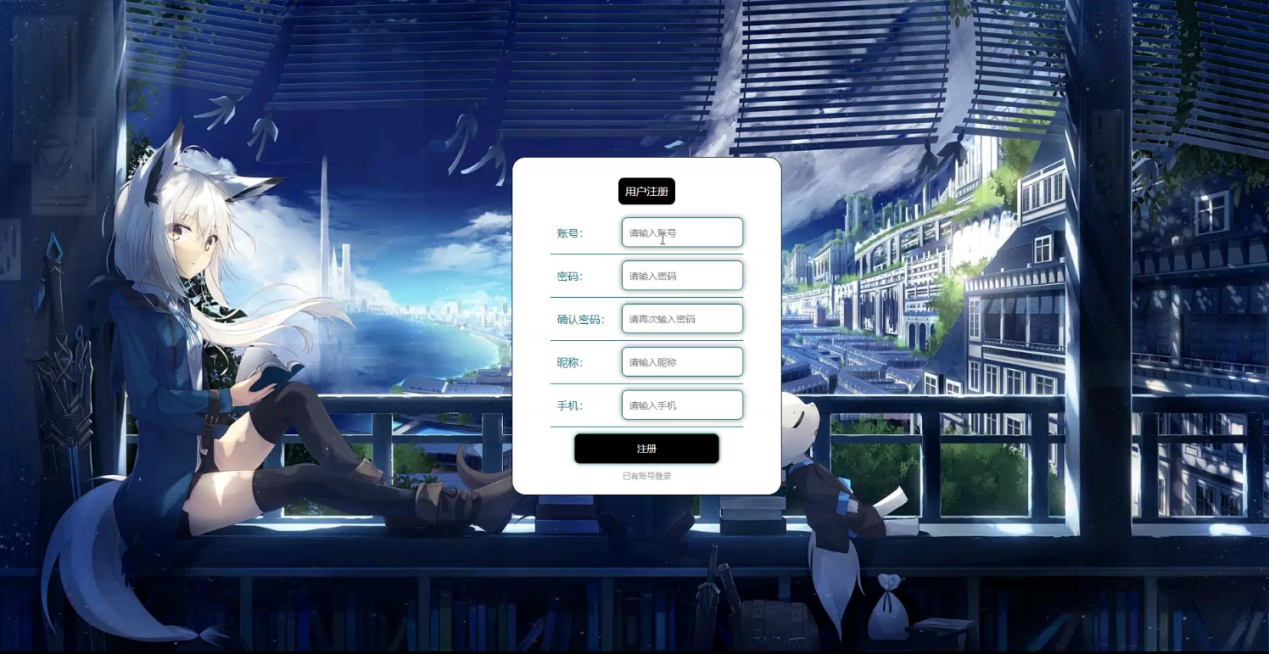 用户注册
账号： 请输入账号
密码： 请输入密码
确认密码： 请再次输入密码
昵称： 请输入昵称
手机： 请输入手机
注册
已有账号登录